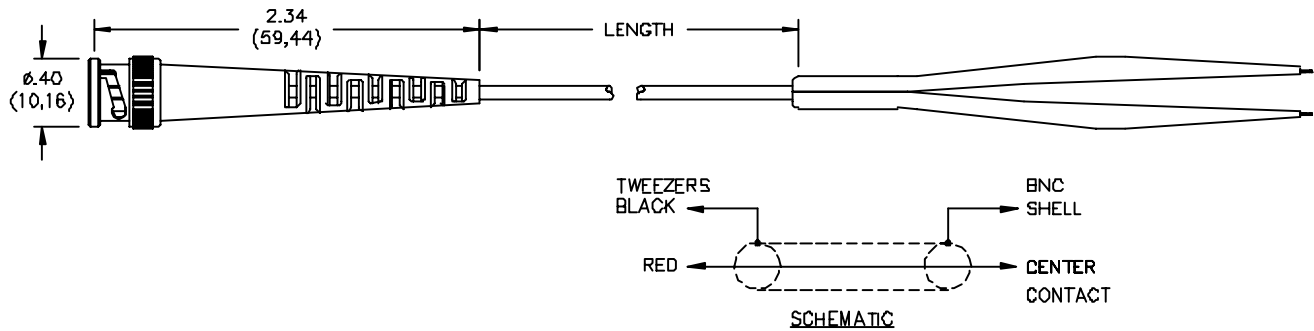 2.34
(59,44)
LENGTH
ø.40
(10,16)
TWEEZERS
BLACK
BNC
SHELL
RED
CENTER
CONTACT
SCHEMATIC